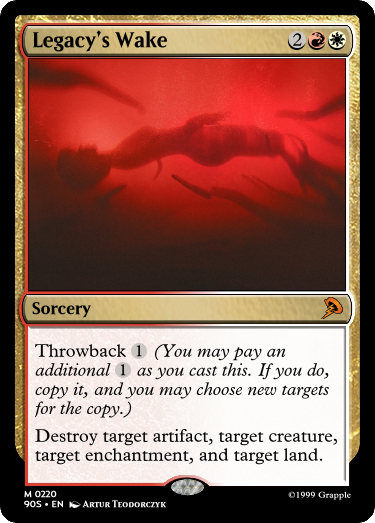 Legacy's Wake 2
Sorcery
Throwback 1 (You may pay an
additional 1 as you cast this. If you do,
copy it, and you may choose new targets
for the copy.)
Destroy target artifact, target creature,
target enchantment, and target land.
M 0220
90S • EN Artur Teodorczyk
©1999 Grapple